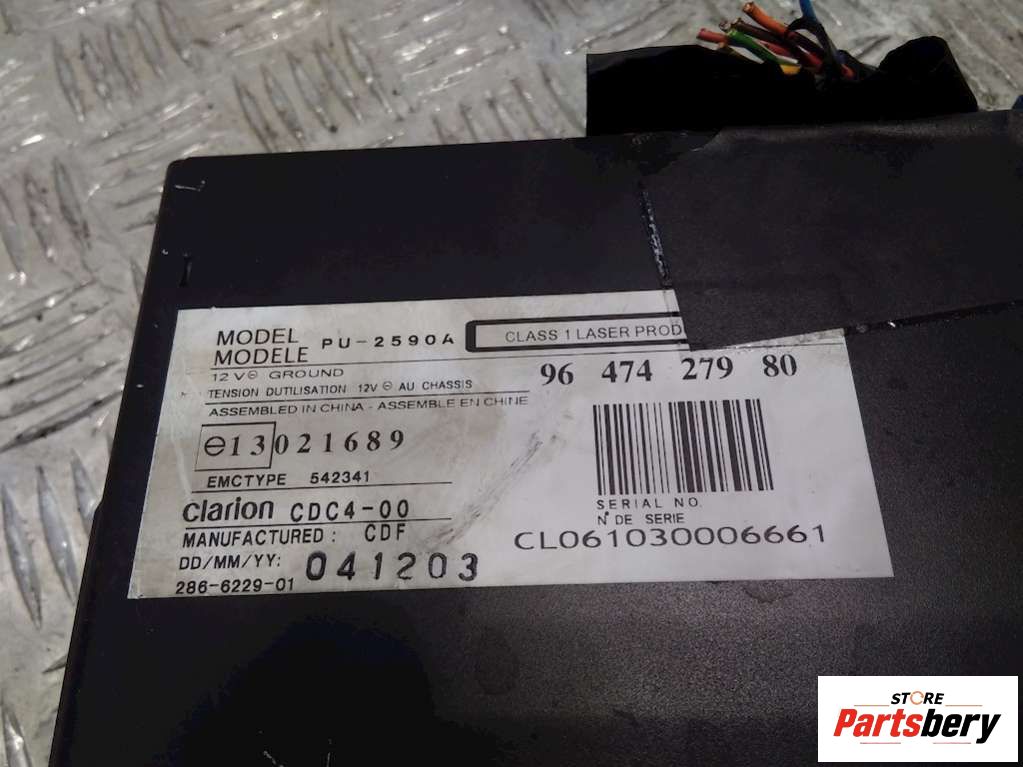 MODEL
MODELE
PU-2590A
CLASS 1 LASER PROD
12V⊖ GROUND
TENSION DUTILISATION 12V ⊖ AU CHASSIS
ASSEMBLED IN CHINA - ASSEMBLE EN CHINE
96 474 279 80
e13 021689
EMCTYPE 542341
SERIAL NO.
N° DE SERIE
CL061030006661
clarion CDC4-00
MANUFACTURED: CDF
DD/MM/YY: 041203
286-6229-01
STORE
Partsbery